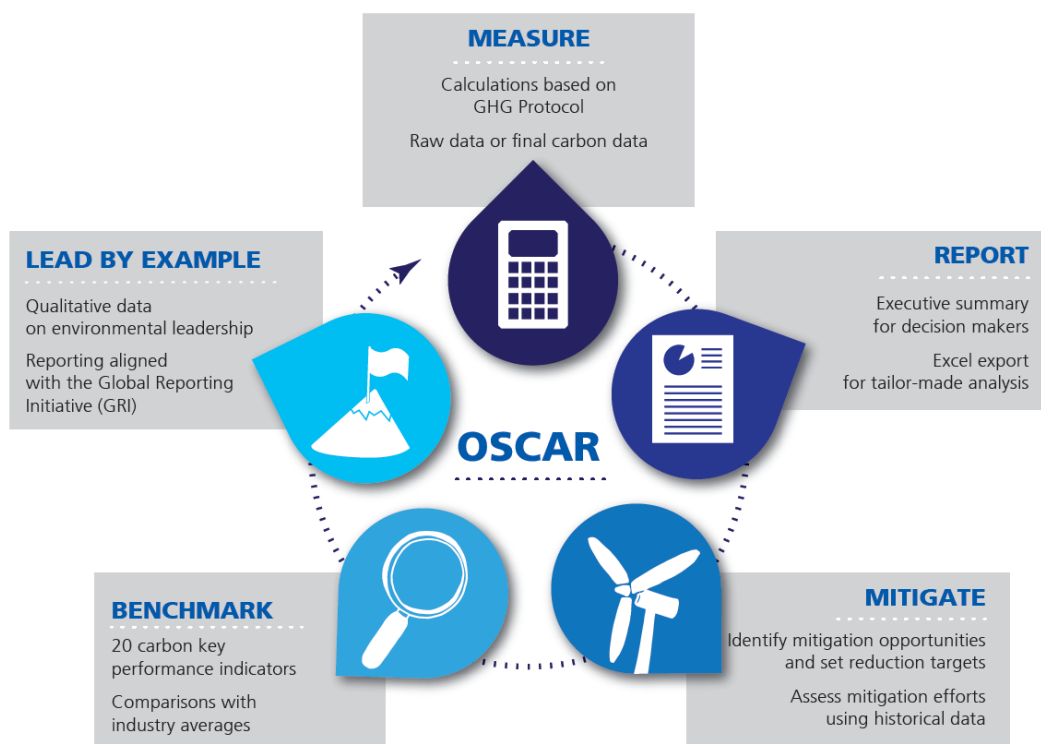 MEASURE
Calculations based on
GHG Protocol
Raw data or final carbon data
REPORT
Executive summary
for decision makers
Excel export
for tailor-made analysis
MITIGATE
Identify mitigation opportunities
and set reduction targets
Assess mitigation efforts
using historical data
BENCHMARK
20 carbon key
performance indicators
Comparisons with
industry averages
LEAD BY EXAMPLE
Qualitative data
on environmental leadership
Reporting aligned
with the Global Reporting
Initiative (GRI)
OSCAR